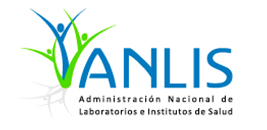 ANLIS
Administración Nacional de
Laboratorios e Institutos de Salud